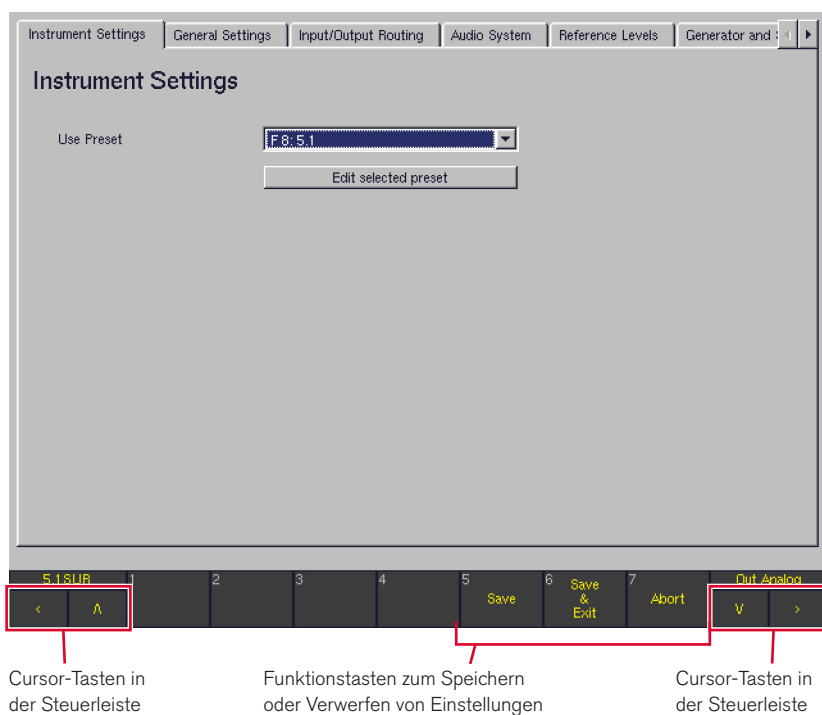 Instrument Settings General Settings Input/Output Routing Audio System Reference Levels Generator and
Instrument Settings
Use Preset F 8: 5.1
Edit selected preset
5.1SUB 1 2 3 4 5 Save 6 Save & Exit 7 Abort Out Analog
< Λ V >
Cursor-Tasten in
der Steuerleiste
Funktionstasten zum Speichern
oder Verwerfen von Einstellungen
Cursor-Tasten in
der Steuerleiste